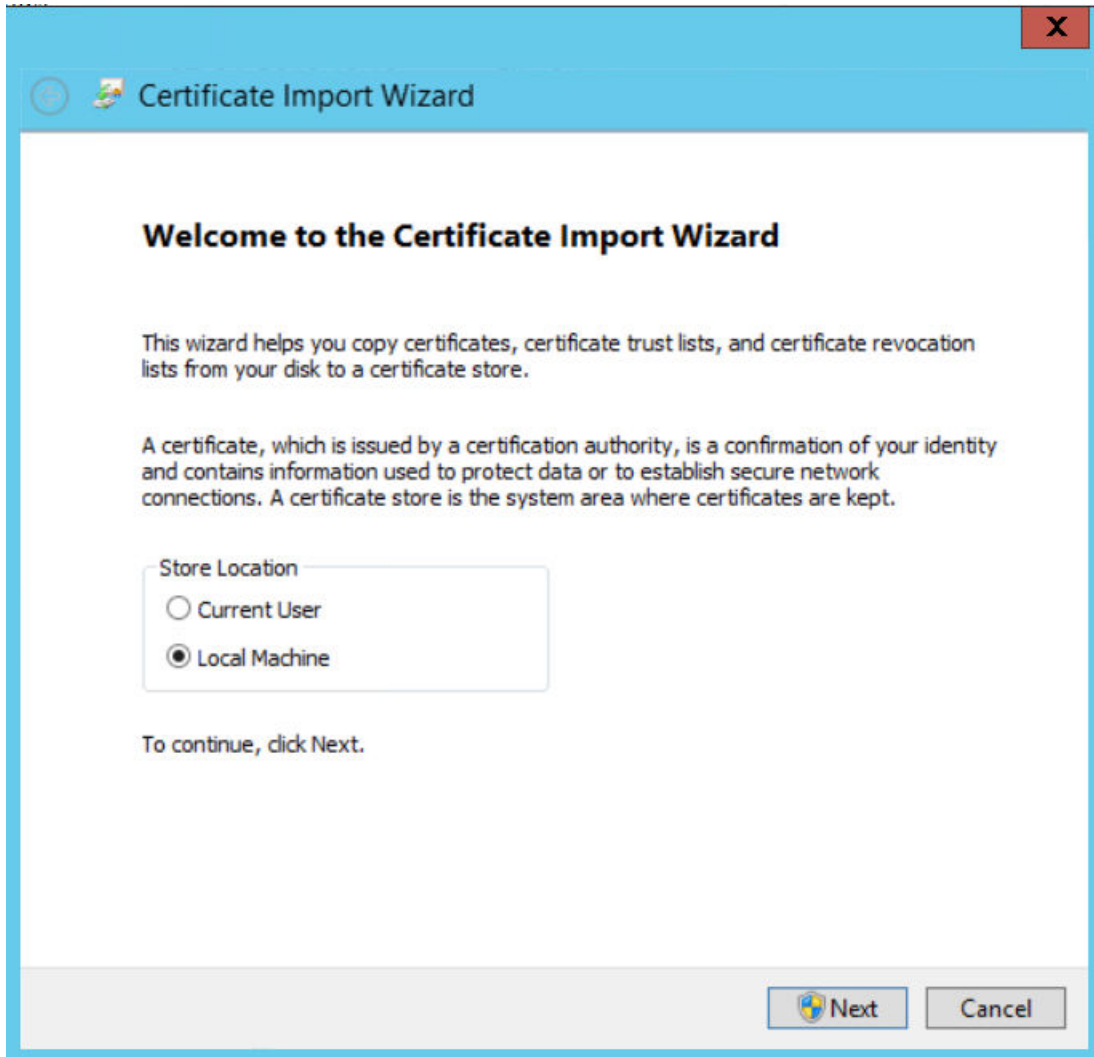 X
Certificate Import Wizard
Welcome to the Certificate Import Wizard
This wizard helps you copy certificates, certificate trust lists, and certificate revocation
lists from your disk to a certificate store.
A certificate, which is issued by a certification authority, is a confirmation of your identity
and contains information used to protect data or to establish secure network
connections. A certificate store is the system area where certificates are kept.
Store Location
Current User
Local Machine
To continue, click Next.
Next
Cancel